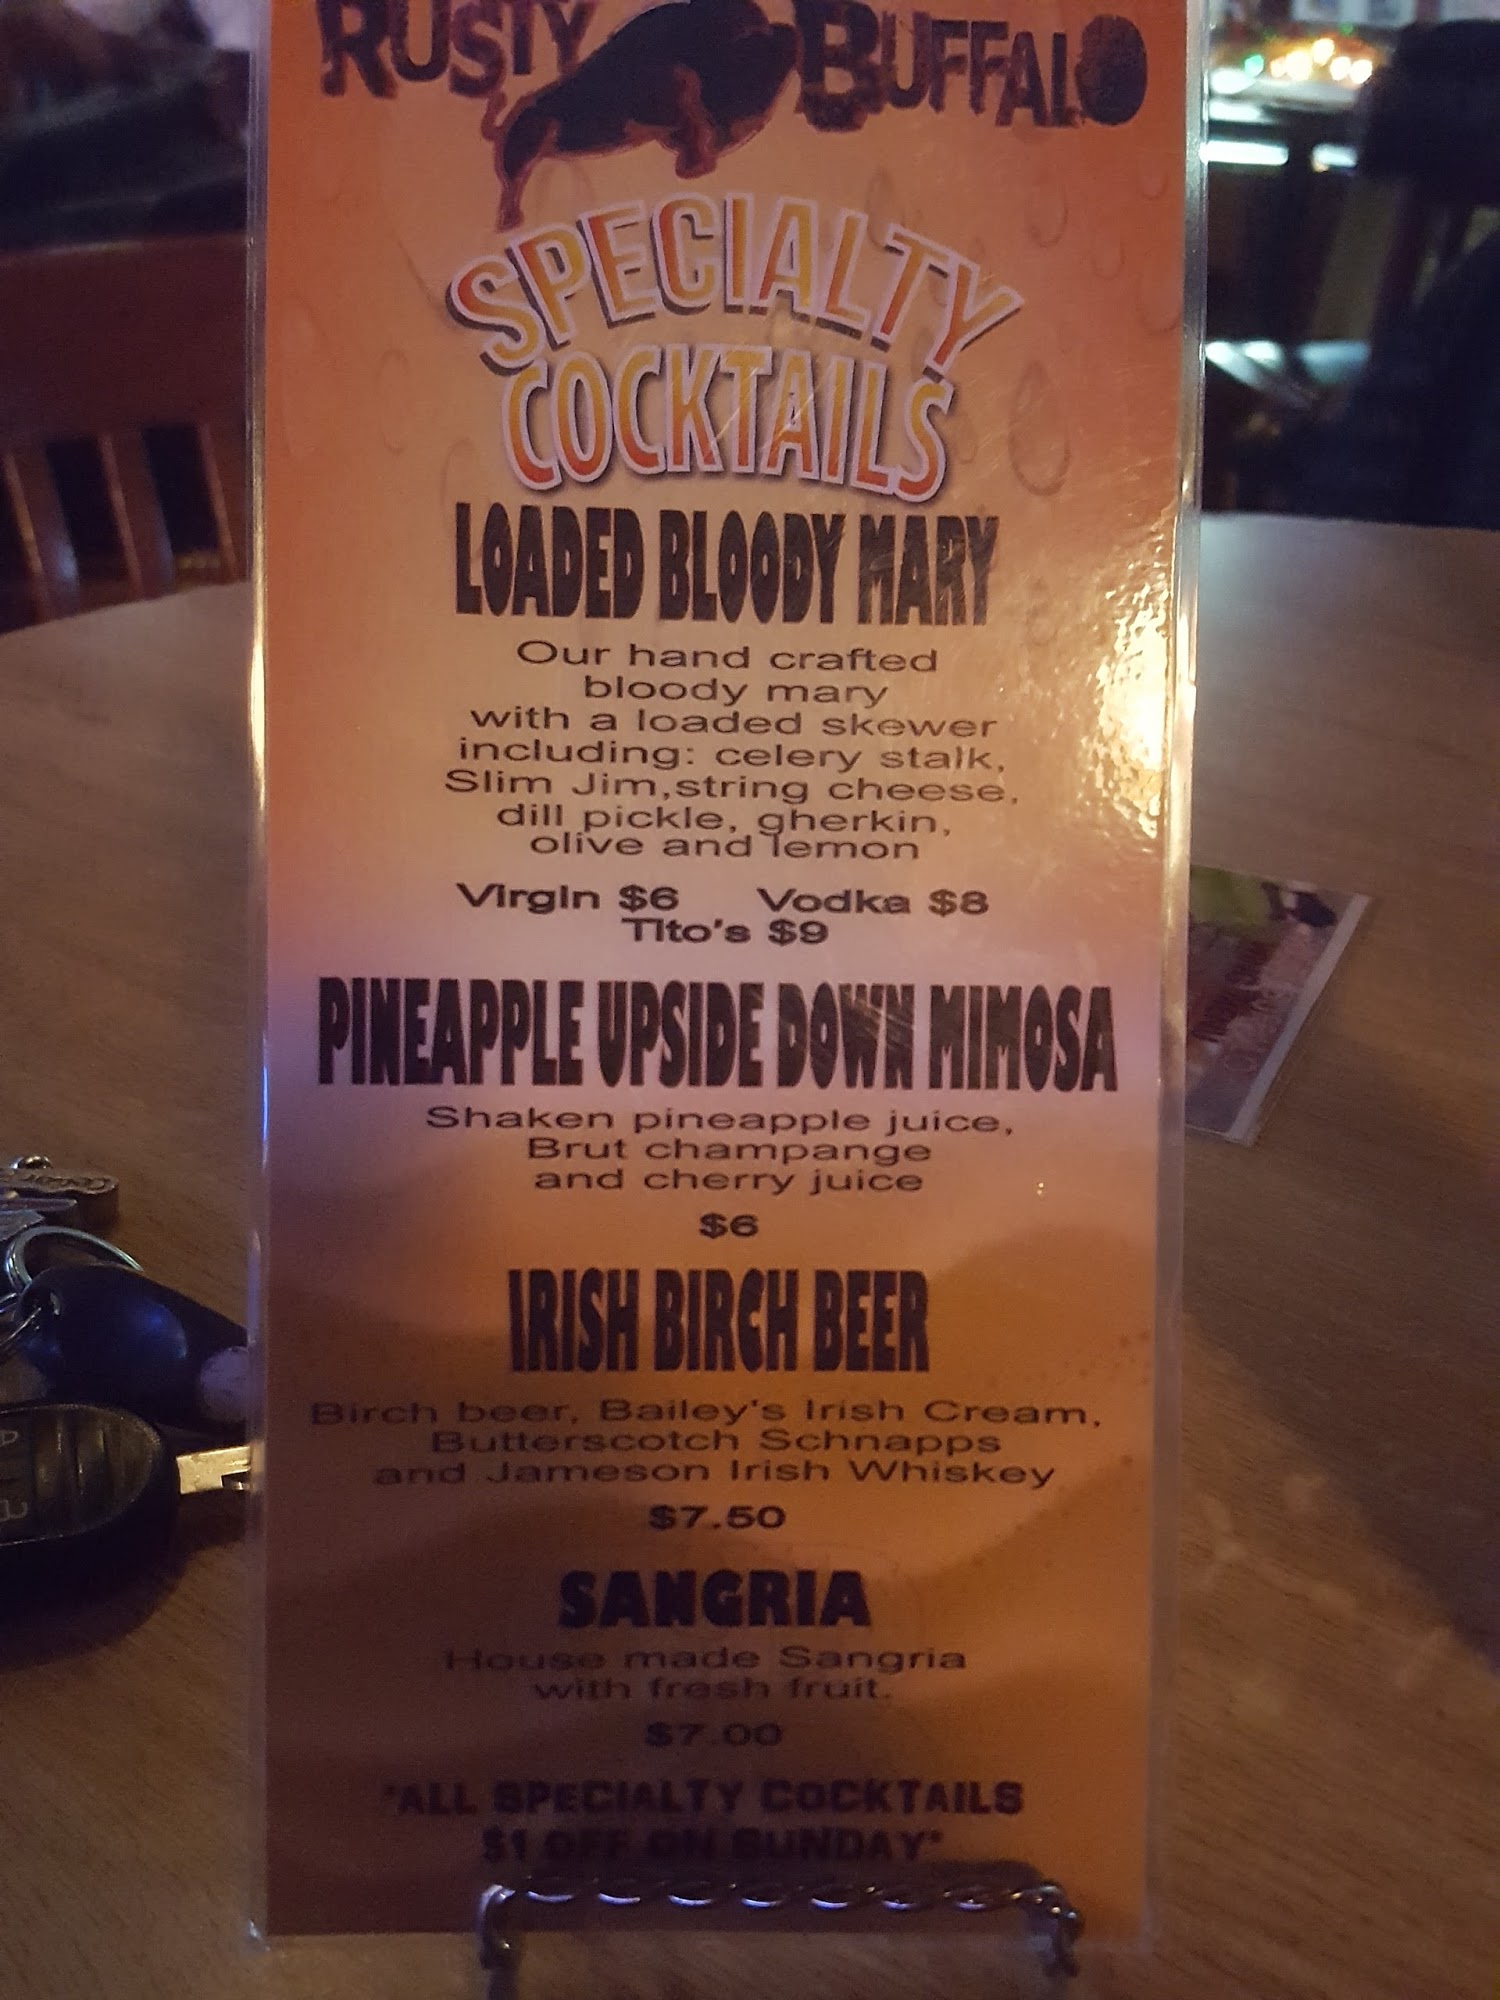 RUSTY BUFFALO
SPECIALTY
COCKTAILS
LOADED BLOODY MARY
Our hand crafted
bloody mary
with a loaded skewer
including: celery stalk,
Slim Jim,string cheese,
dill pickle, gherkin,
olive and lemon
Virgin $6 Vodka $8
Tito's $9
PINEAPPLE UPSIDE DOWN MIMOSA
Shaken pineapple juice,
Brut champange
and cherry juice
$6
IRISH BIRCH BEER
Birch beer, Bailey's Irish Cream,
Butterscotch Schnapps
and Jameson Irish Whiskey
$7.50
SANGRIA
House made Sangria
with fresh fruit.
$7.00
*ALL SPECIALTY COCKTAILS
$1 OFF ON SUNDAY*